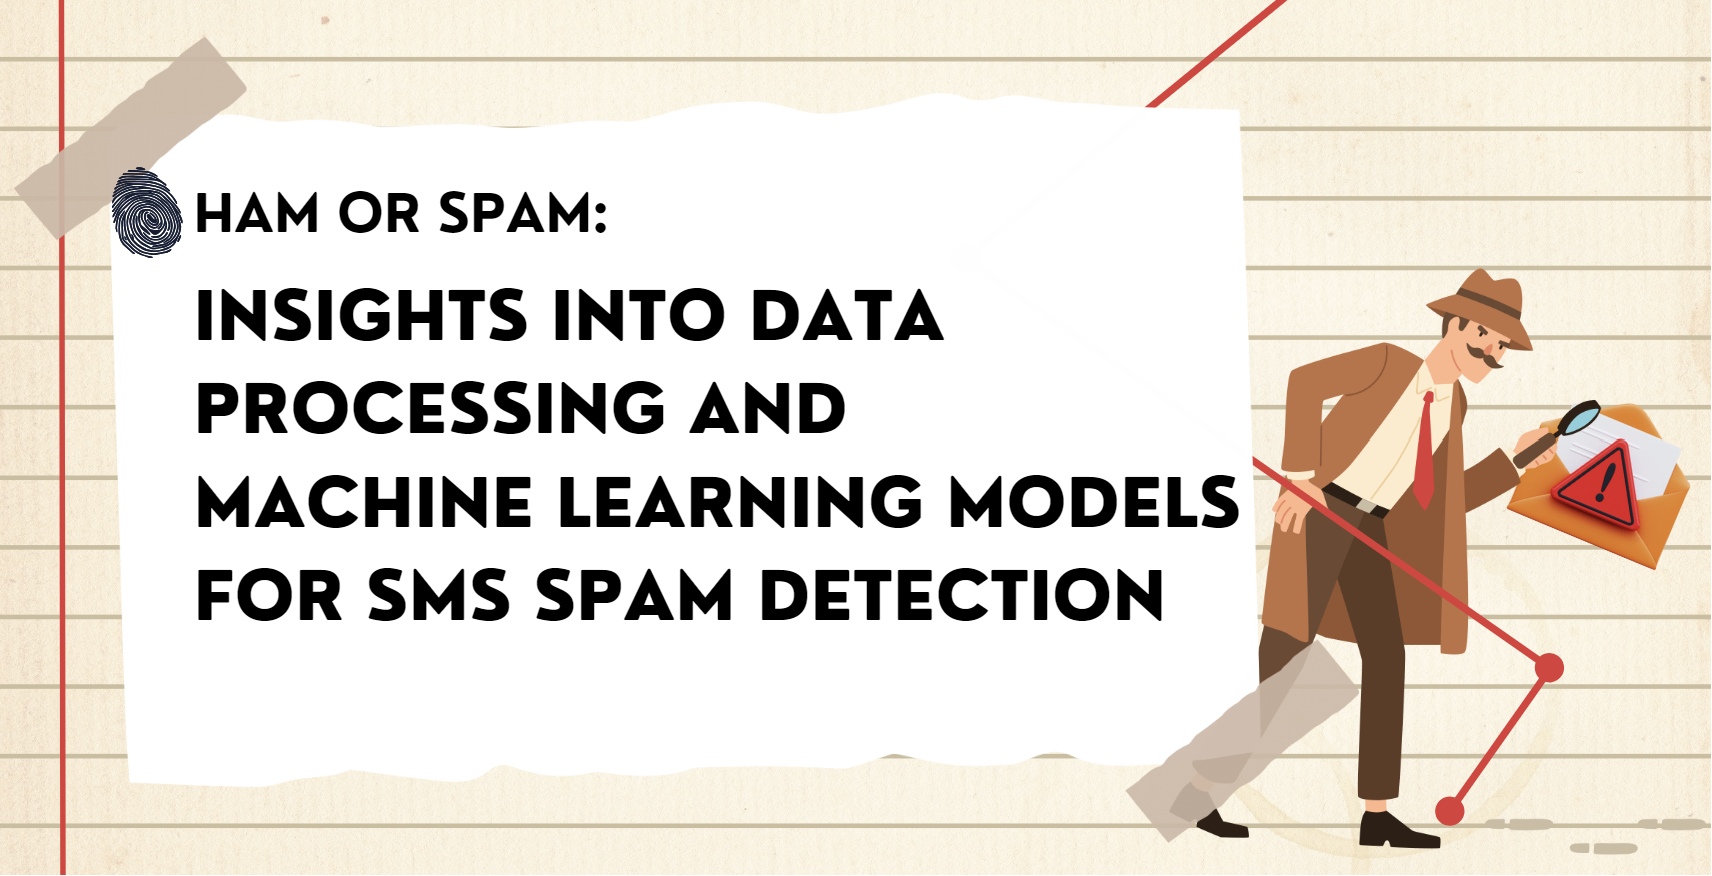 HAM OR SPAM:
INSIGHTS INTO DATA
PROCESSING AND
MACHINE LEARNING MODELS
FOR SMS SPAM DETECTION